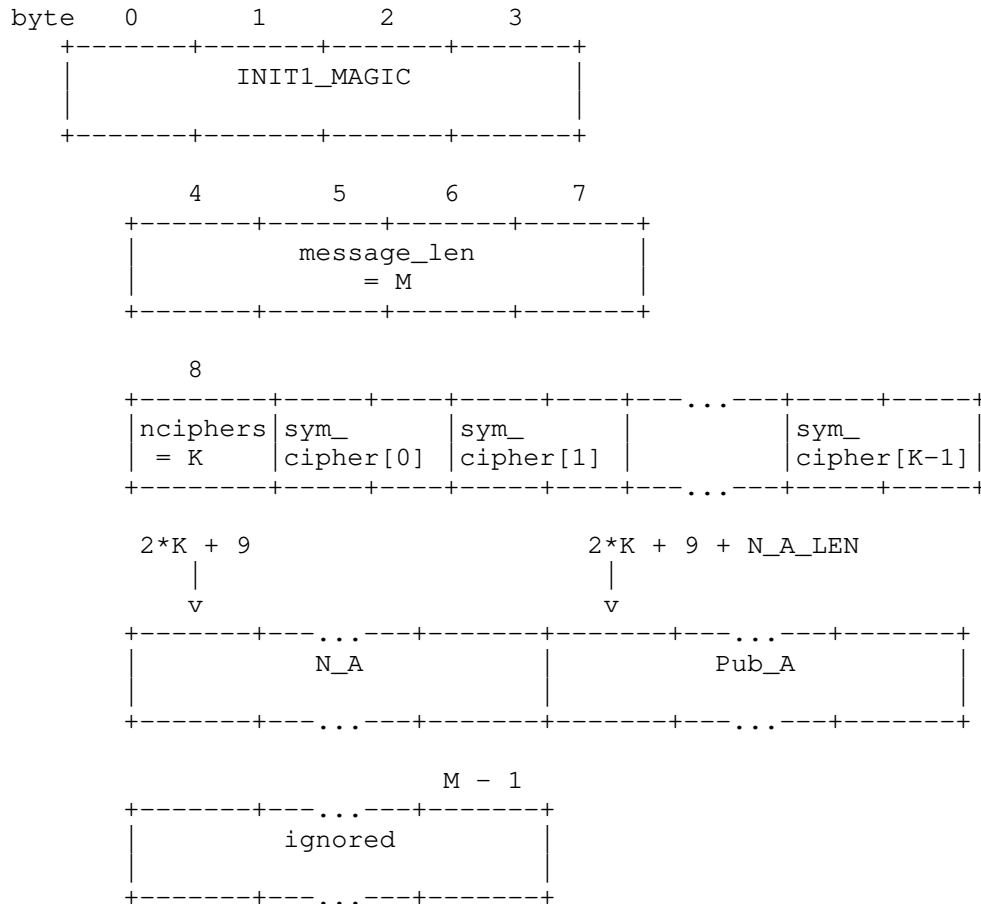 byte 0 1 2 3
+-------+-------+-------+-------+
| INIT1_MAGIC |
| |
+-------+-------+-------+-------+
4 5 6 7
+-------+-------+-------+-------+
| message_len |
| = M |
+-------+-------+-------+-------+
8
+--------+-----+----+-----+----+---...---+-----+-----+
|nciphers|sym_ |sym_ | |sym_ |
| = K |cipher[0] |cipher[1] | |cipher[K-1]|
+--------+-----+----+-----+----+---...---+-----+-----+
2*K + 9 2*K + 9 + N_A_LEN
| |
v v
+-------+---...---+-------+-------+---...---+-------+
| N_A | Pub_A |
| | |
+-------+---...---+-------+-------+---...---+-------+
M - 1
+-------+---...---+-------+
| ignored |
| |
+-------+---...---+-------+